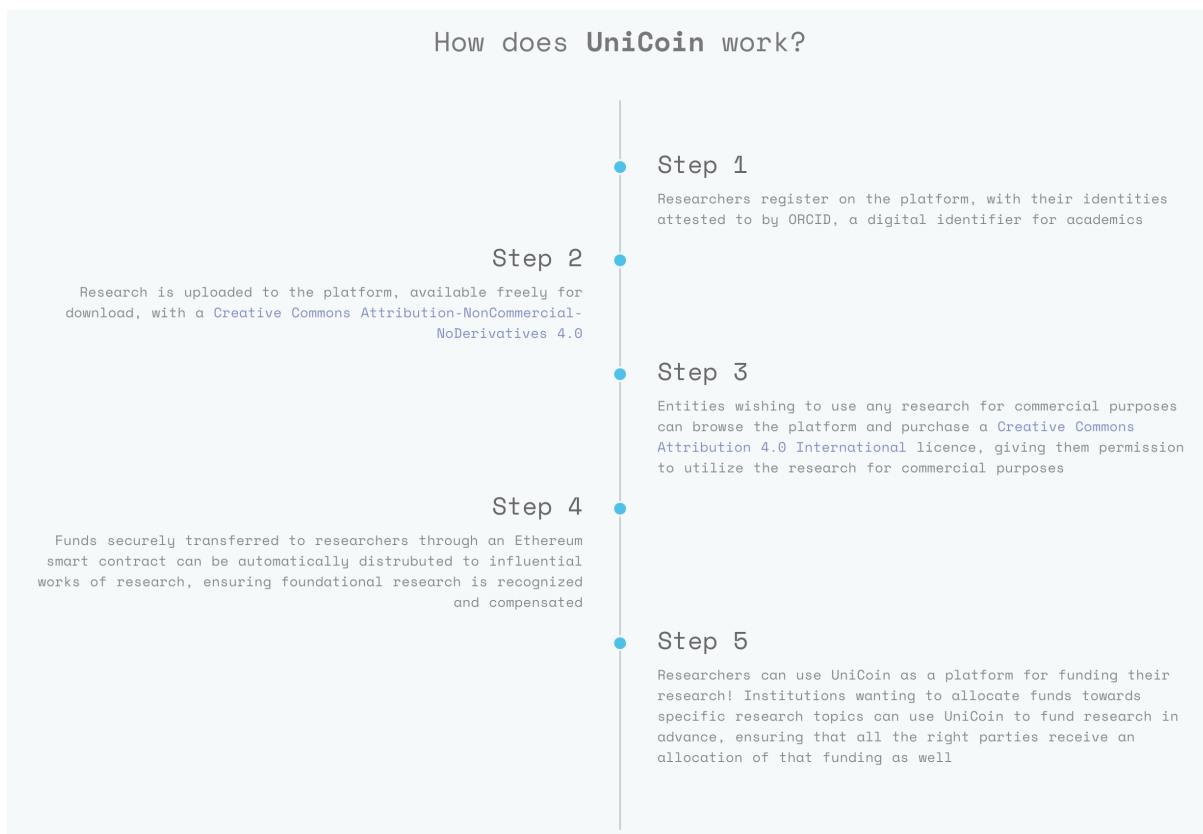 How does UniCoin work?
Step 1
Researchers register on the platform, with their identities
attested to by ORCID, a digital identifier for academics
Step 2
Research is uploaded to the platform, available freely for
download, with a Creative Commons Attribution-NonCommercial-
NoDerivatives 4.0
Step 3
Entities wishing to use any research for commercial purposes
can browse the platform and purchase a Creative Commons
Attribution 4.0 International licence, giving them permission
to utilize the research for commercial purposes
Step 4
Funds securely transferred to researchers through an Ethereum
smart contract can be automatically distrubuted to influential
works of research, ensuring foundational research is recognized
and compensated
Step 5
Researchers can use UniCoin as a platform for funding their
research! Institutions wanting to allocate funds towards
specific research topics can use UniCoin to fund research in
advance, ensuring that all the right parties receive an
allocation of that funding as well